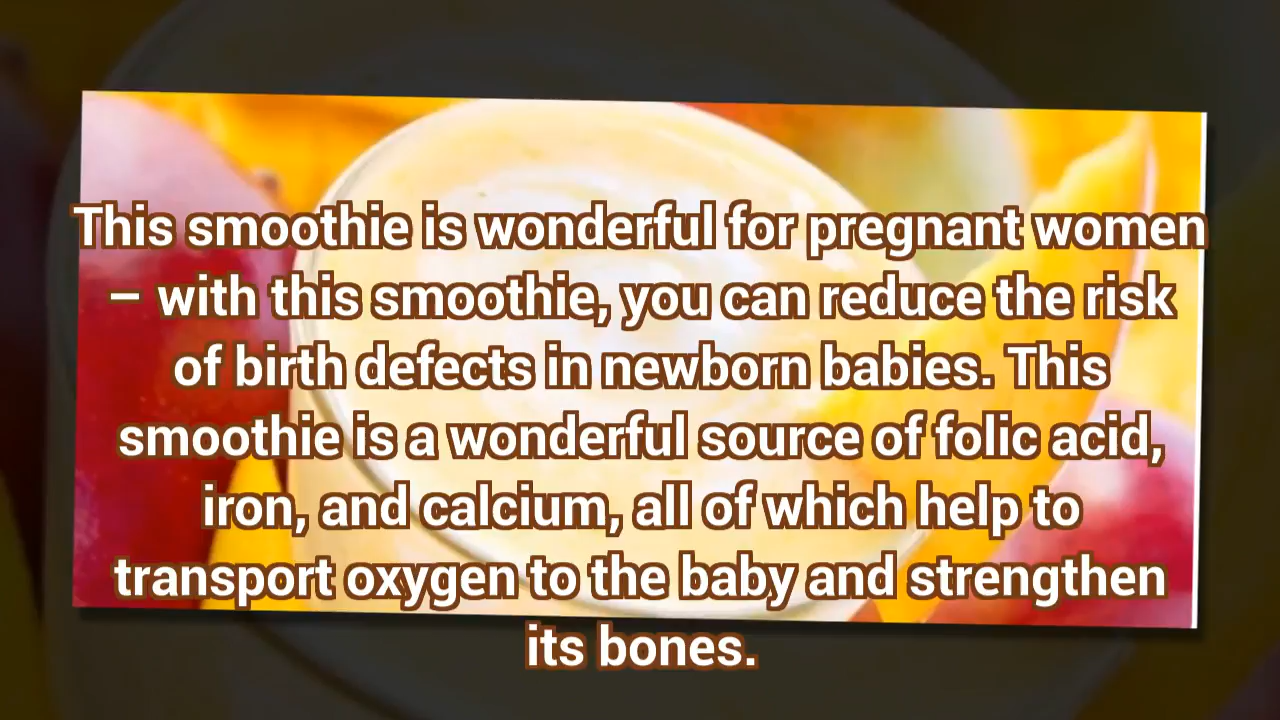 This smoothie is wonderful for pregnant women
– with this smoothie, you can reduce the risk
of birth defects in newborn babies. This
smoothie is a wonderful source of folic acid,
iron, and calcium, all of which help to
transport oxygen to the baby and strengthen
its bones.